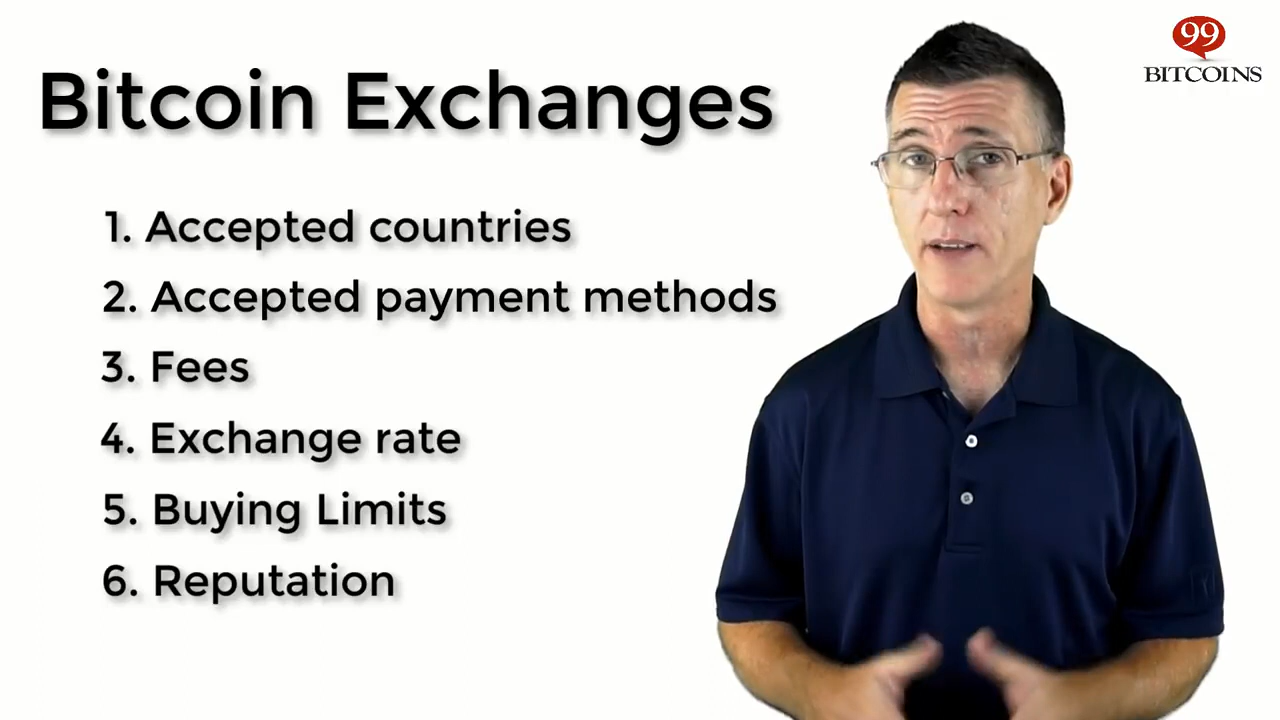 99
BITCOINS
Bitcoin Exchanges
1. Accepted countries
2. Accepted payment methods
3. Fees
4. Exchange rate
5. Buying Limits
6. Reputation